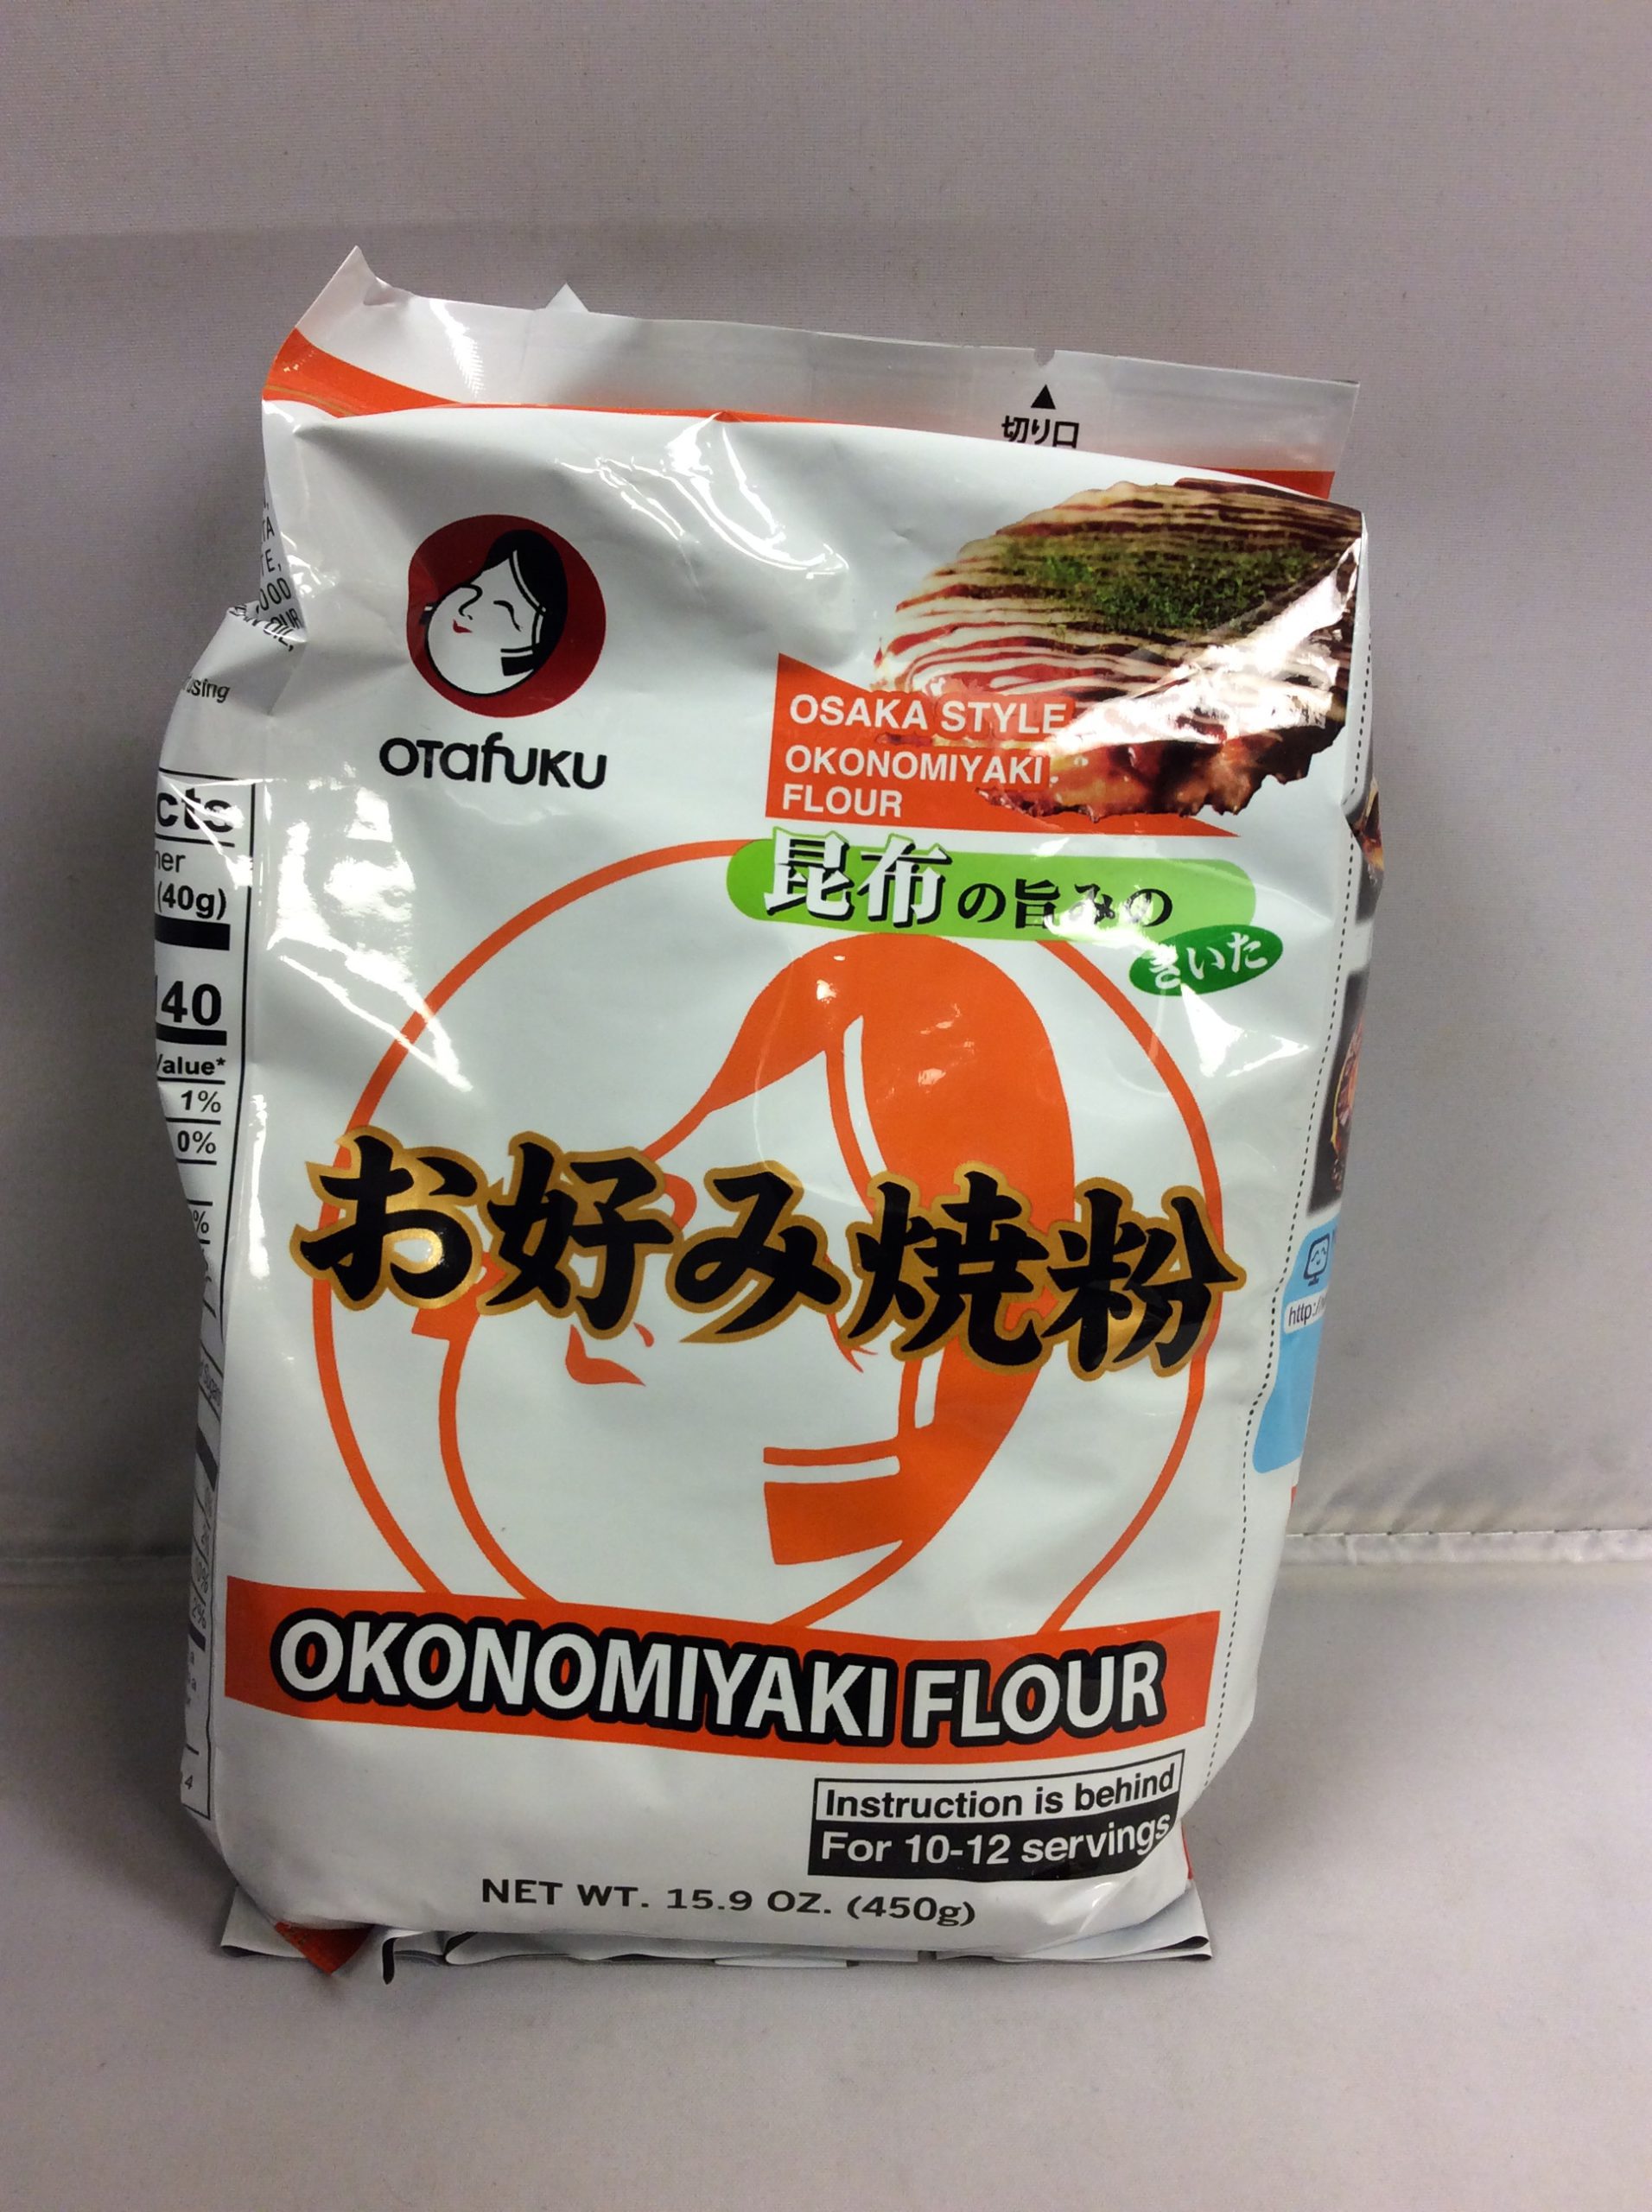 切り口
OTAfUKU
OSAKA STYLE
OKONOMIYAKI
FLOUR
昆布の旨みの
きいた
お好み焼粉
OKONOMIYAKI FLOUR
Instruction is behind
For 10-12 servings
NET WT. 15.9 OZ. (450g)
(40g)
40
1%
0%
http:/